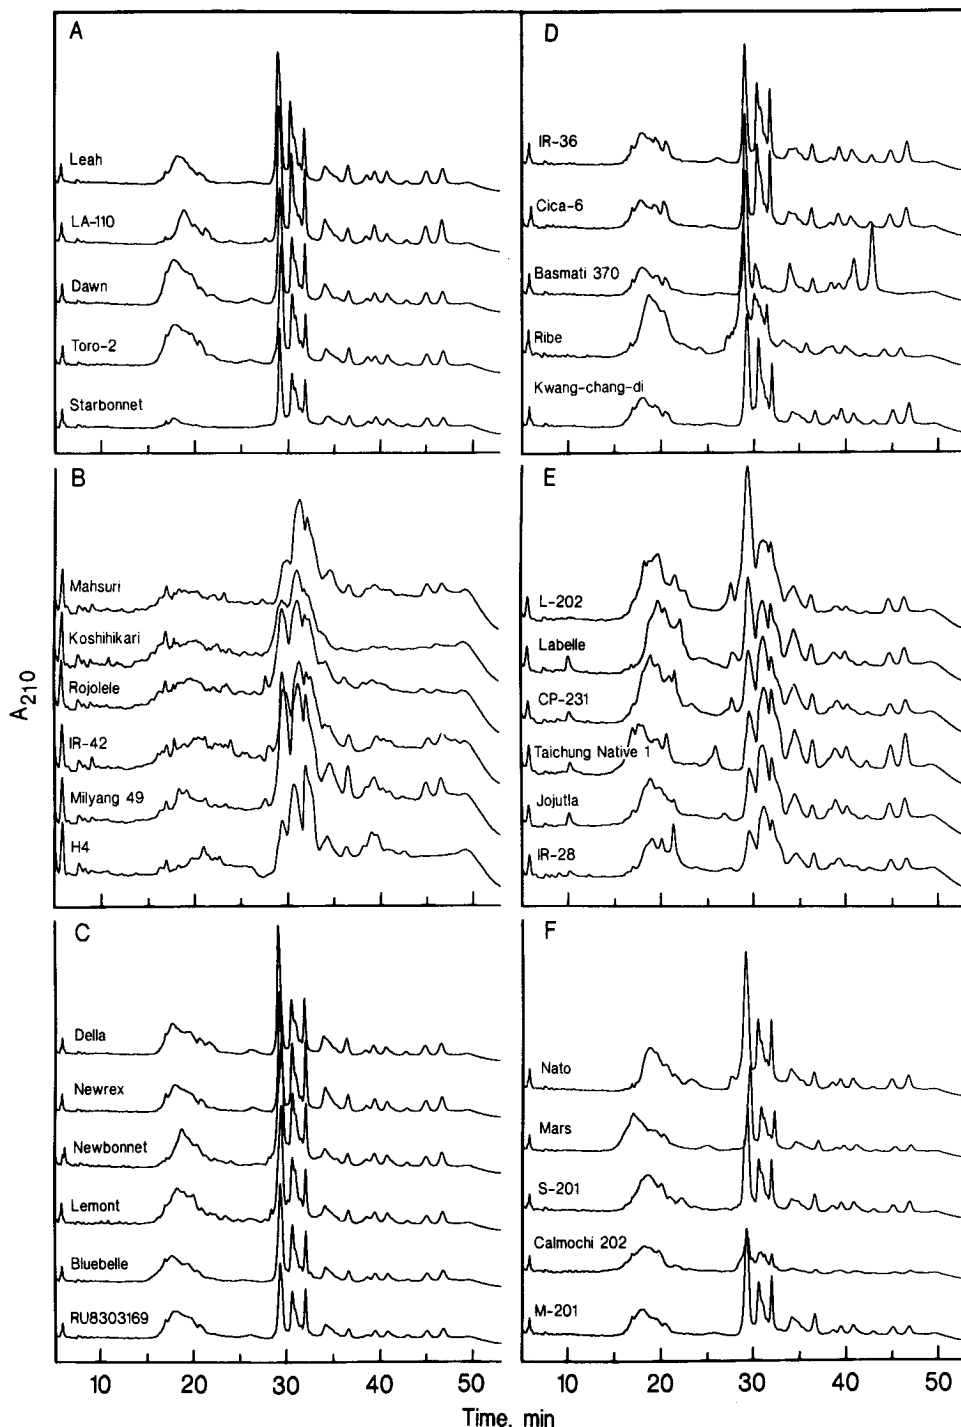 A
Leah
LA-110
Dawn
Toro-2
Starbonnet
D
IR-36
Cica-6
Basmati 370
Ribe
Kwang-chang-di
B
Mahsuri
Koshihikari
Rojolele
IR-42
Milyang 49
H4
E
L-202
Labelle
CP-231
Taichung Native 1
Jojutla
IR-28
A210
C
Della
Newrex
Newbonnet
Lemont
Bluebelle
RU8303169
F
Nato
Mars
S-201
Calmochi 202
M-201
10 20 30 40 50 10 20 30 40 50
Time, min